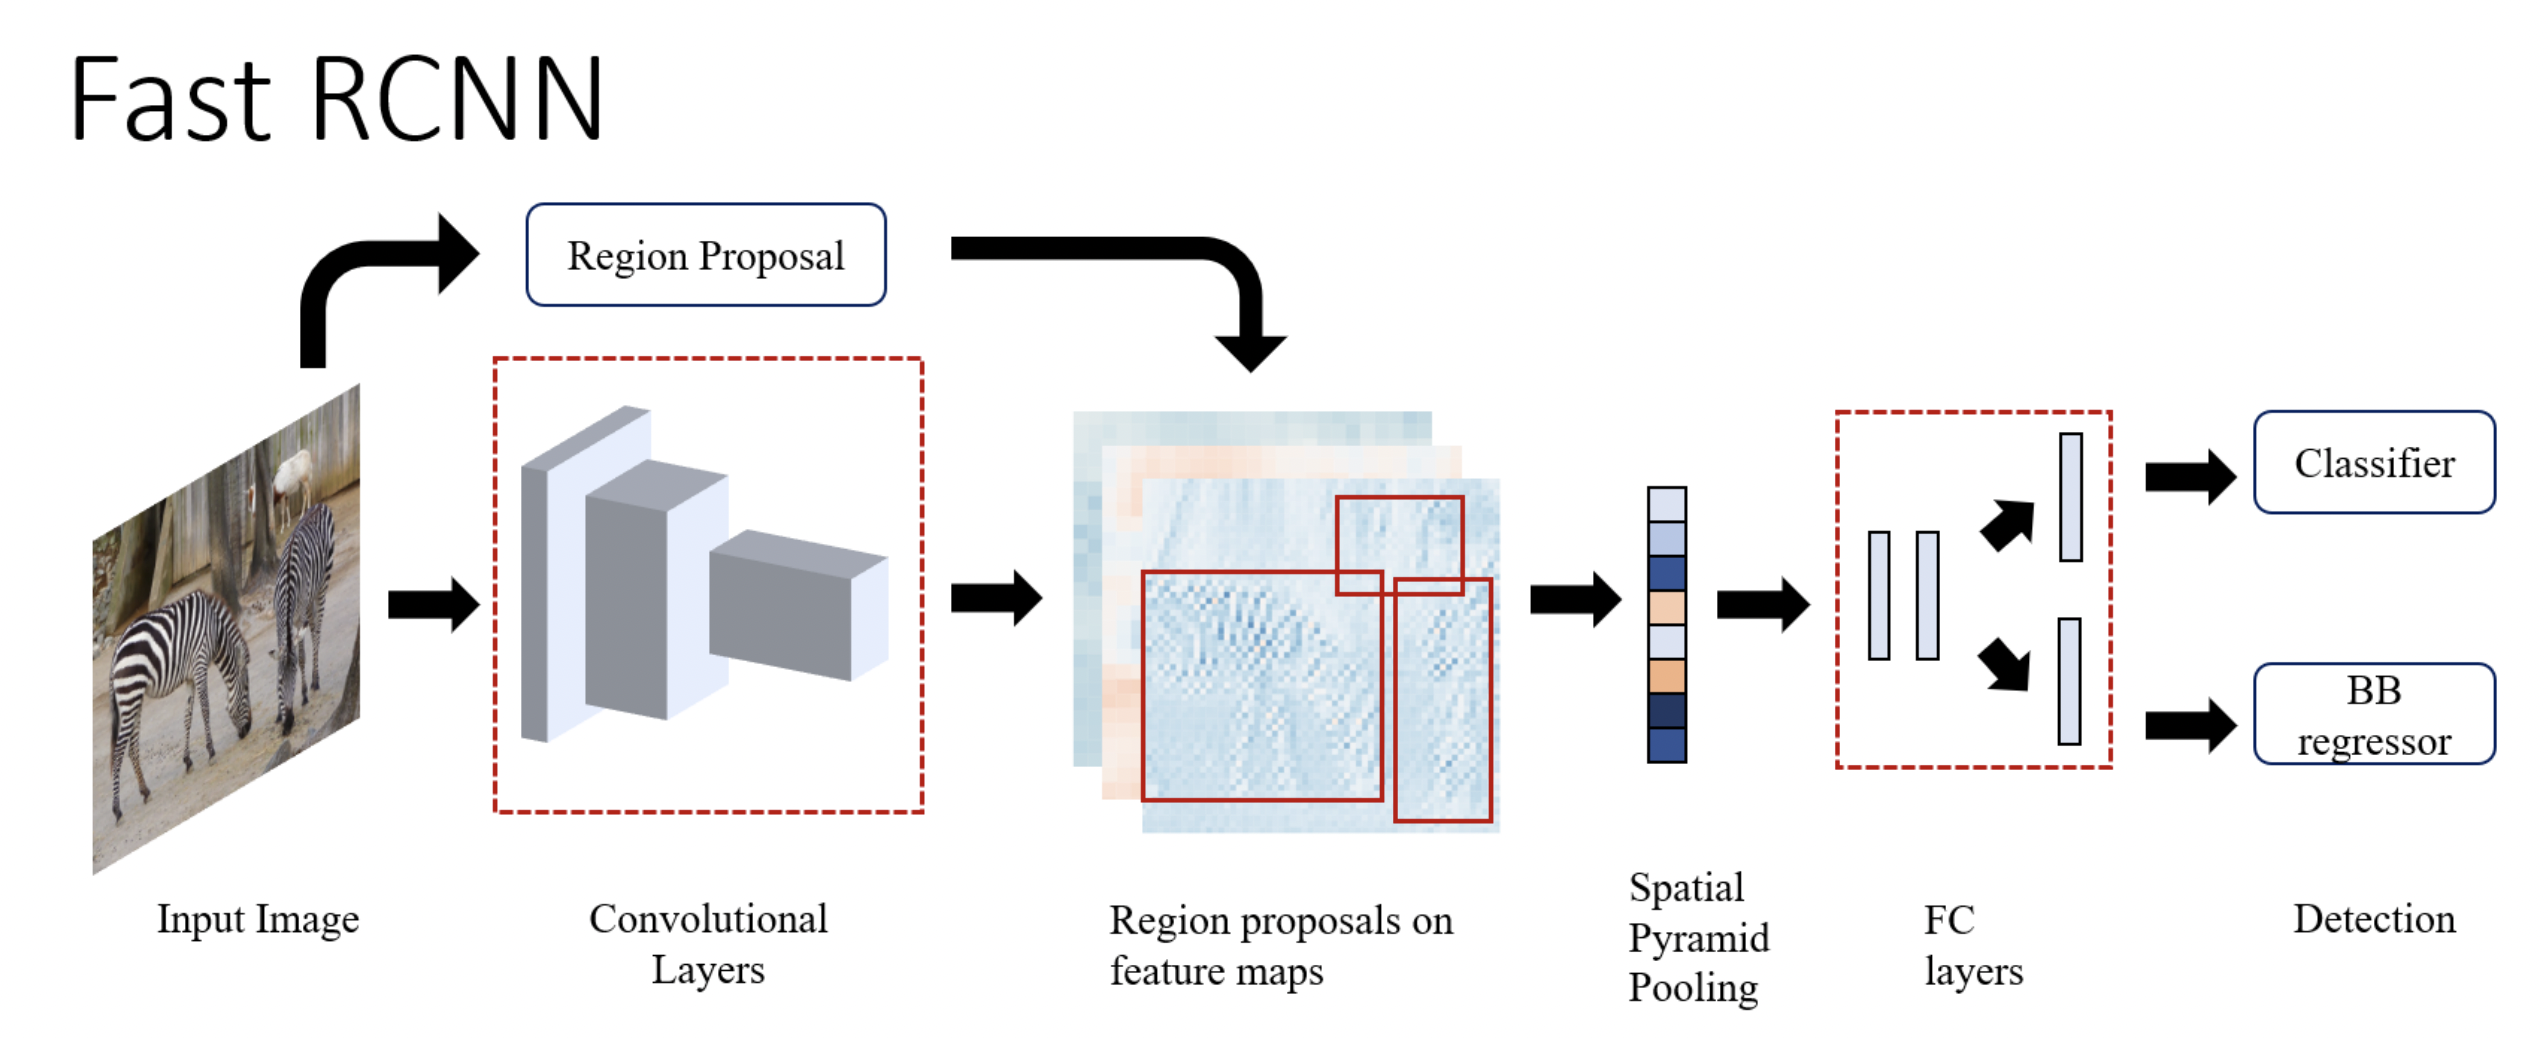 Fast RCNN
Region Proposal
Classifier
BB
regressor
Input Image
Convolutional
Layers
Region proposals on
feature maps
Spatial
Pyramid
Pooling
FC
layers
Detection